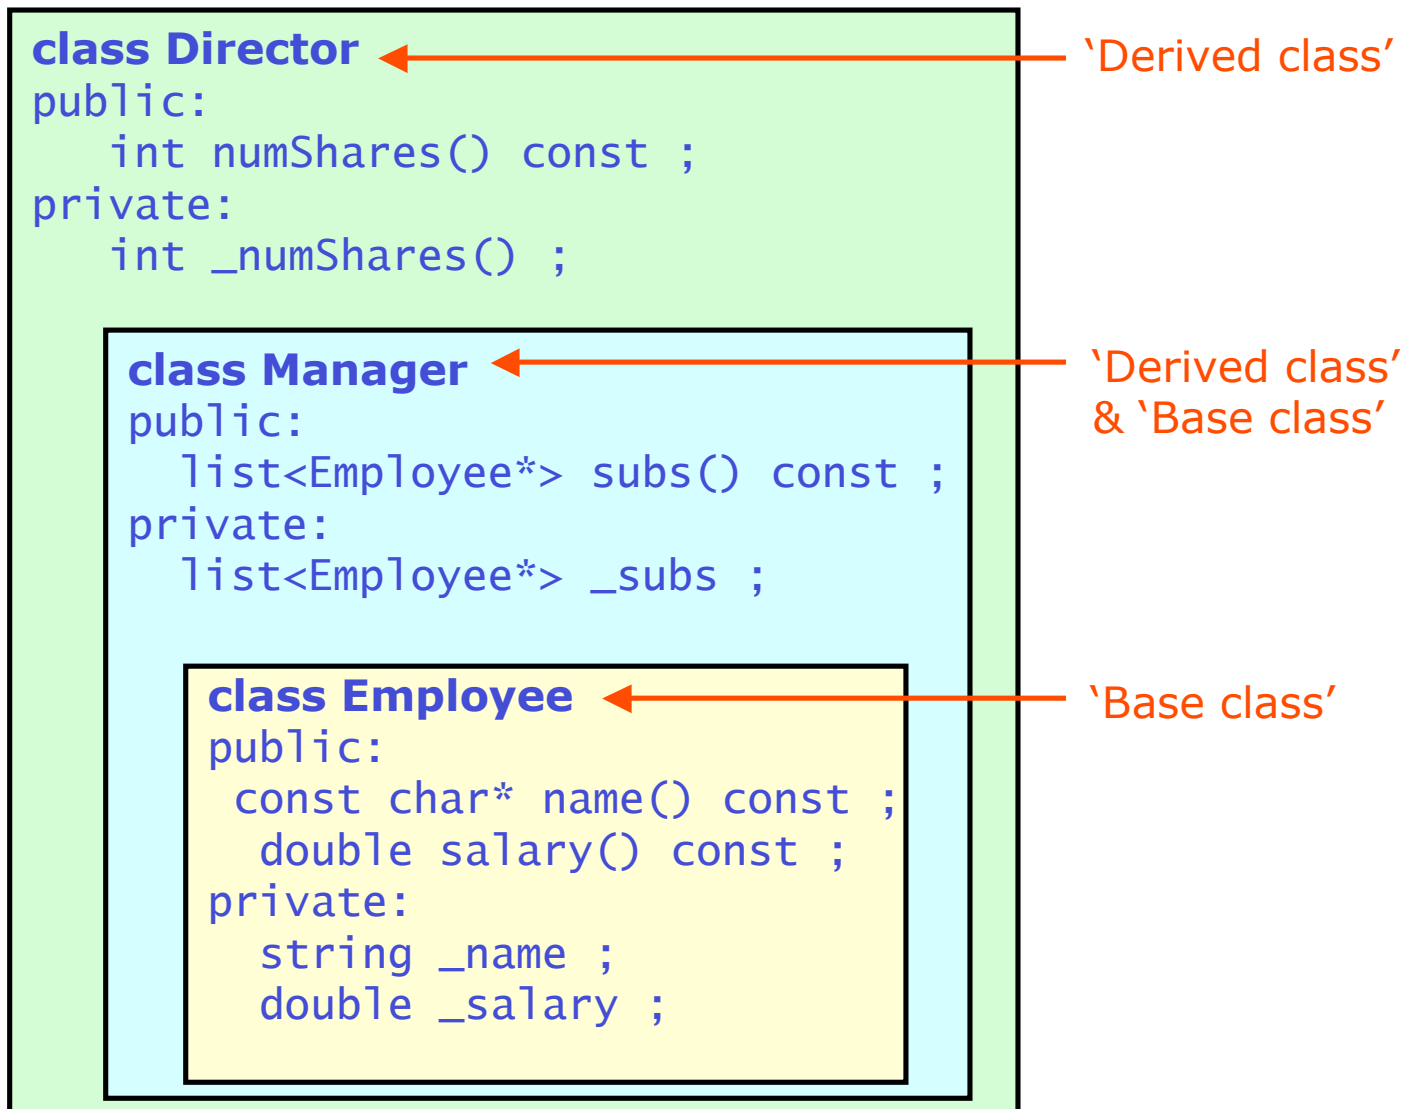 class Director
‘Derived class’
public:
int numShares() const ;
private:
int _numShares() ;
class Manager
‘Derived class’
& ‘Base class’
public:
list<Employee*> subs() const ;
private:
list<Employee*> _subs ;
class Employee
‘Base class’
public:
const char* name() const ;
double salary() const ;
private:
string _name ;
double _salary ;